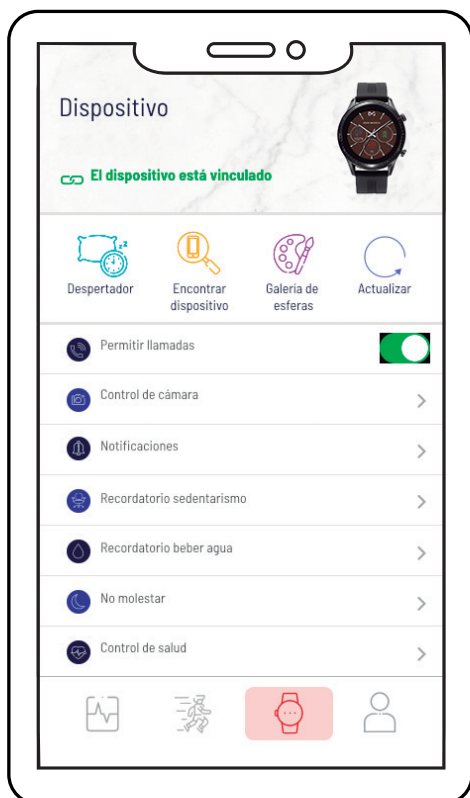 Dispositivo
El dispositivo está vinculado
Despertador
Encontrar
dispositivo
Galería de
esferas
Actualizar
Permitir llamadas
Control de cámara
Notificaciones
Recordatorio sedentarismo
Recordatorio beber agua
No molestar
Control de salud